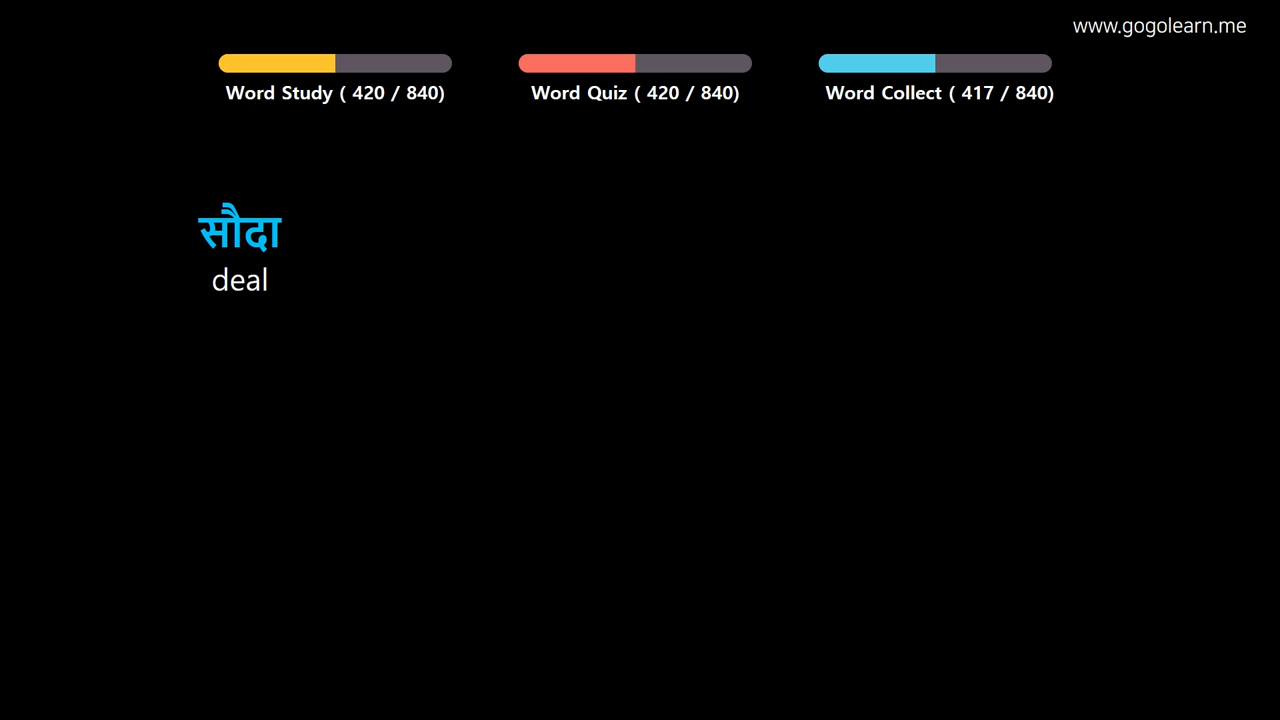 www.gogolearn.me
Word Study ( 420 / 840)
Word Quiz ( 420 / 840)
Word Collect ( 417 / 840)
सौदा
deal